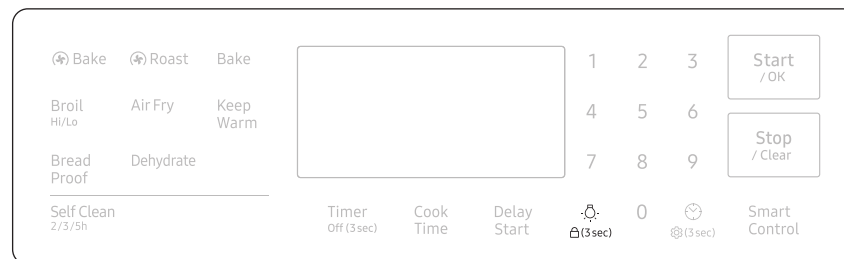 Bake Roast Bake
1 2 3
Start
/ OK
Broil
Hi/Lo
Air Fry
Keep
Warm
4 5 6
Bread
Proof
Dehydrate
7 8 9
Stop
/ Clear
Self Clean
2/3/5h
Timer
Off (3 sec)
Cook
Time
Delay
Start
(3 sec)
0
(3 sec)
Smart
Control